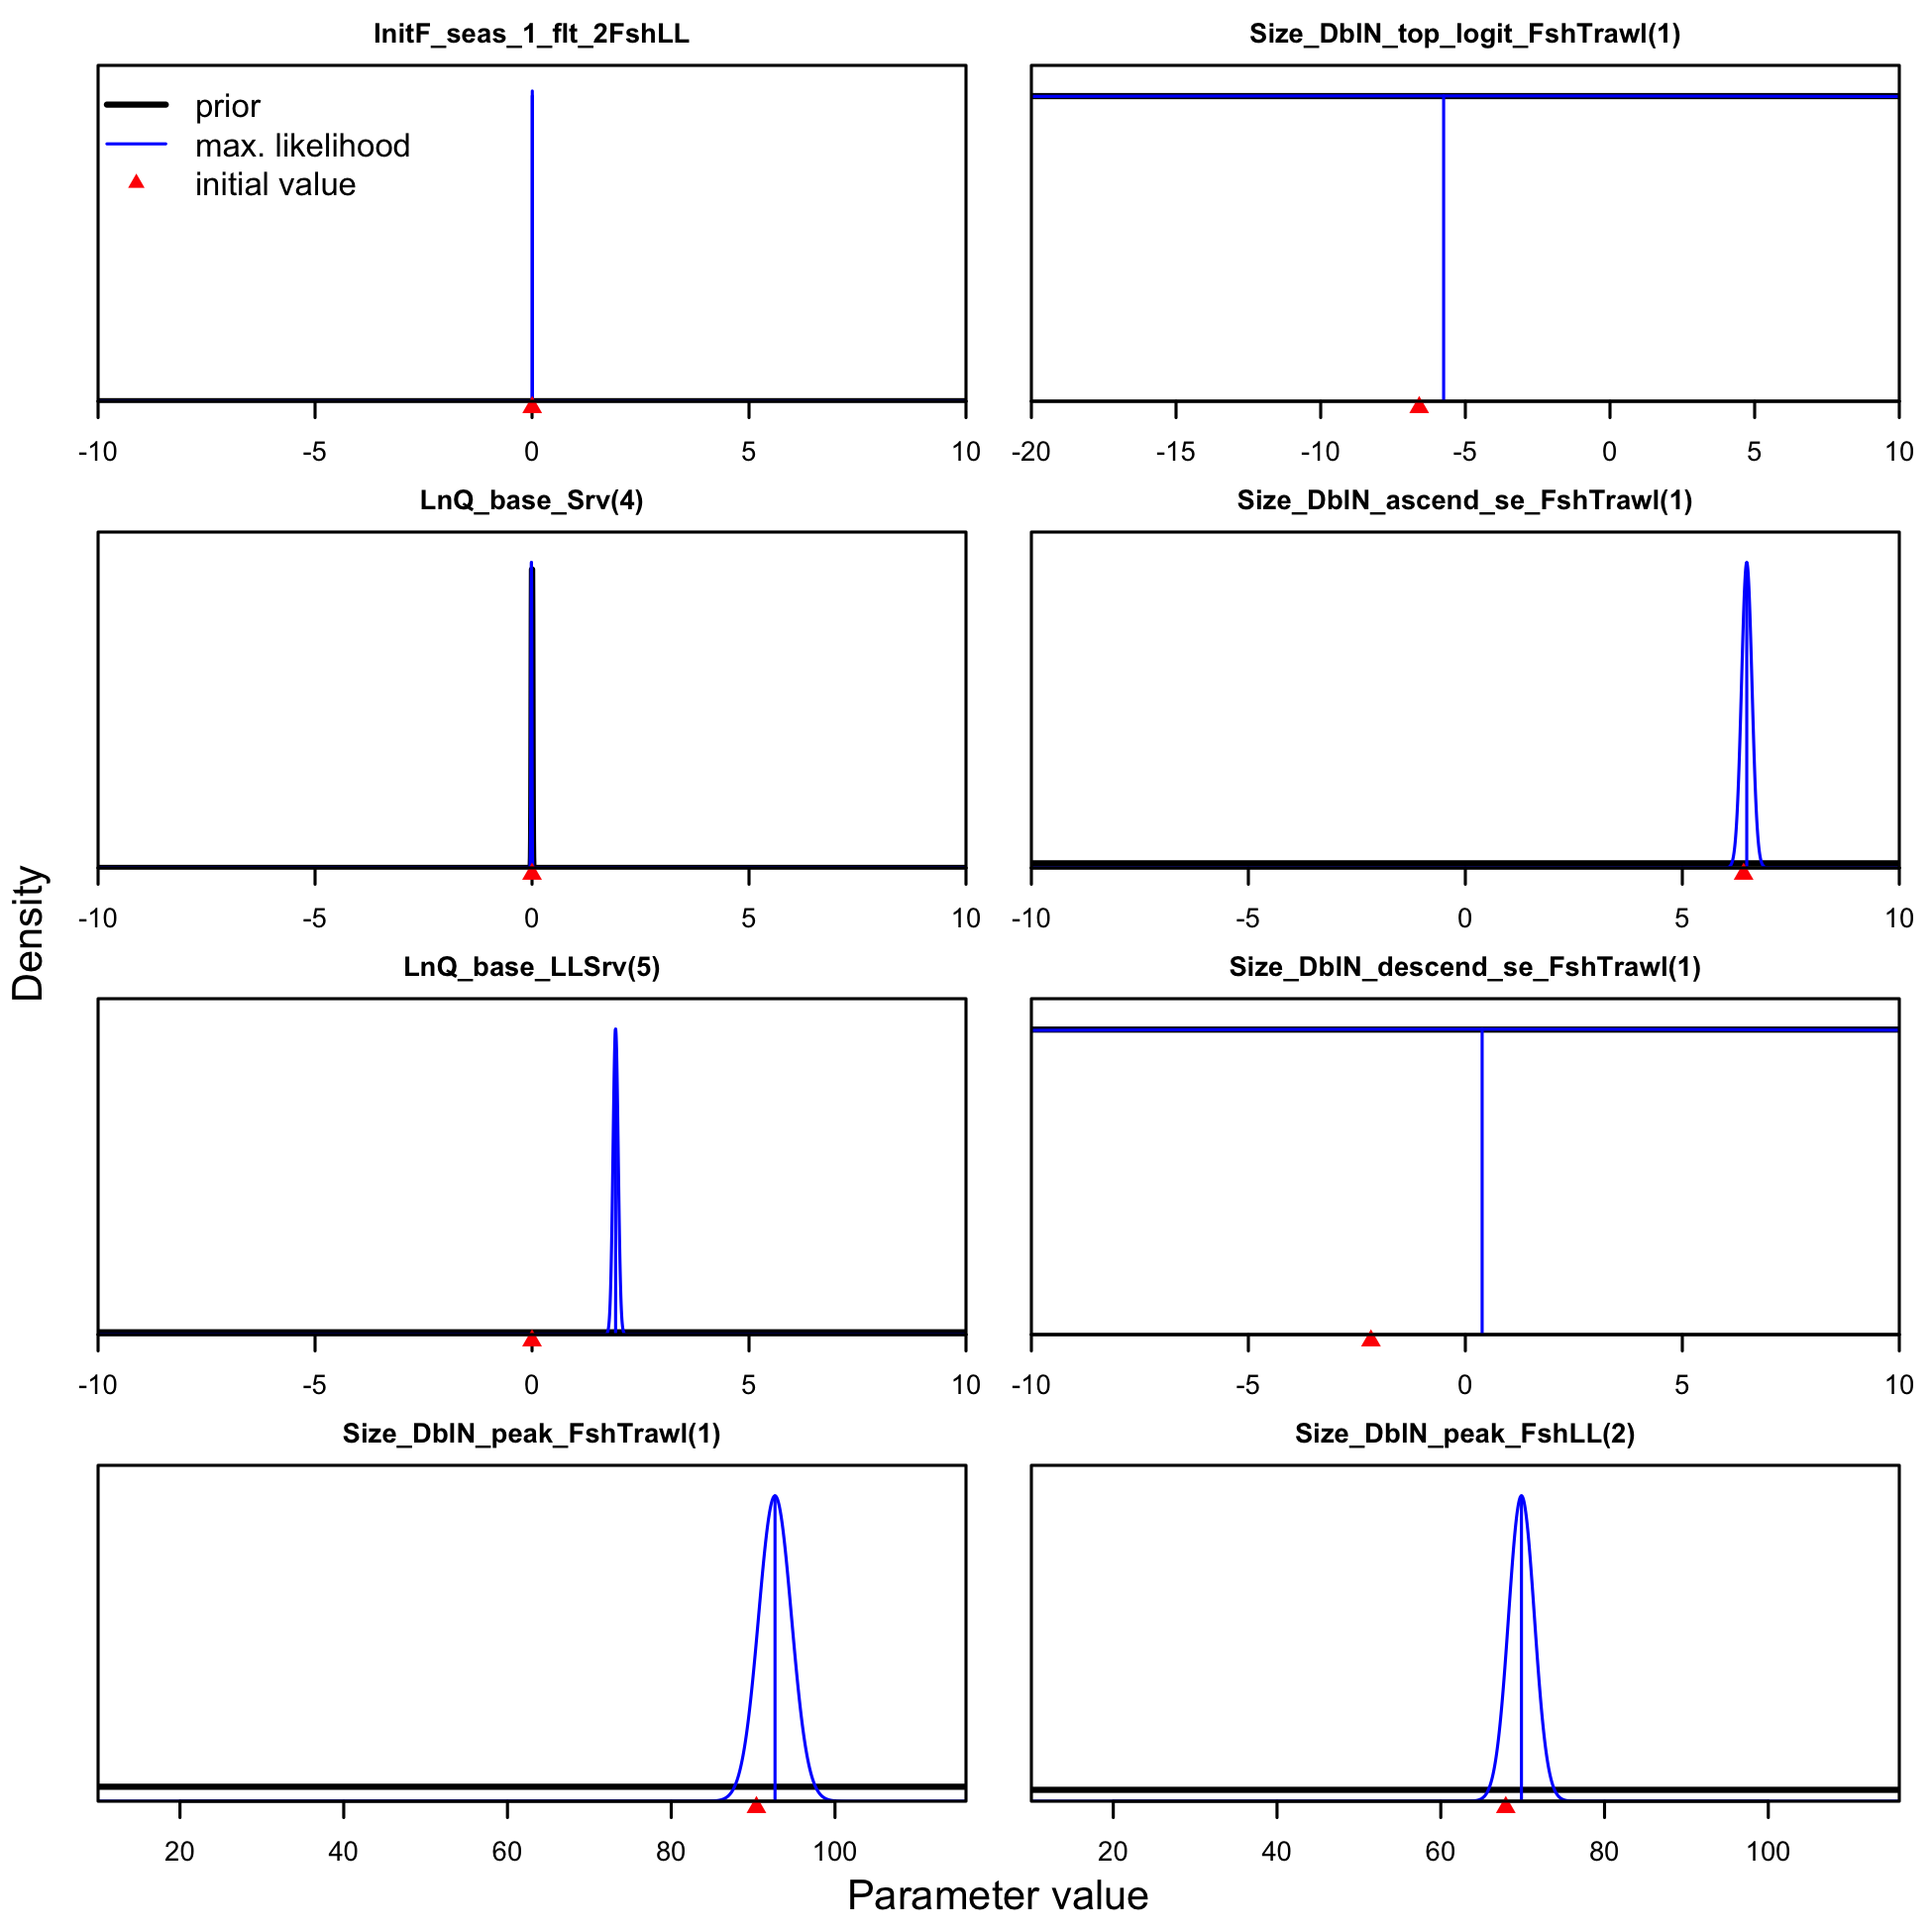 InitF_seas_1_flt_2FshLL
prior
max. likelihood
initial value
-10 -5 0 5 10
Size_DblN_top_logit_FshTrawl(1)
-20 -15 -10 -5 0 5 10
LnQ_base_Srv(4)
-10 -5 0 5 10
Size_DblN_ascend_se_FshTrawl(1)
-10 -5 0 5 10
Density
LnQ_base_LLSrv(5)
-10 -5 0 5 10
Size_DblN_descend_se_FshTrawl(1)
-10 -5 0 5 10
Size_DblN_peak_FshTrawl(1)
20 40 60 80 100
Size_DblN_peak_FshLL(2)
20 40 60 80 100
Parameter value